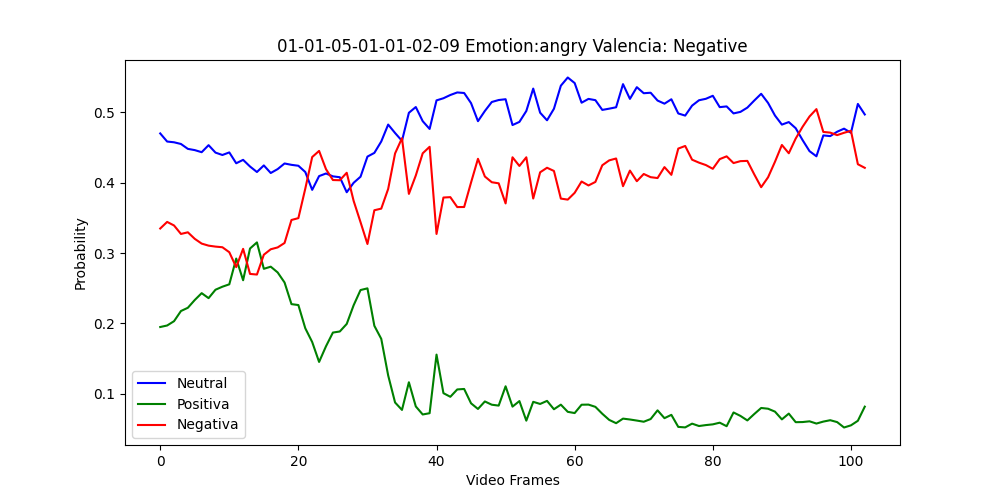 01-01-05-01-01-02-09 Emotion:angry Valencia: Negative
Probability
0.5
0.4
0.3
0.2
0.1
Neutral
Positiva
Negativa
0 20 40 60 80 100
Video Frames